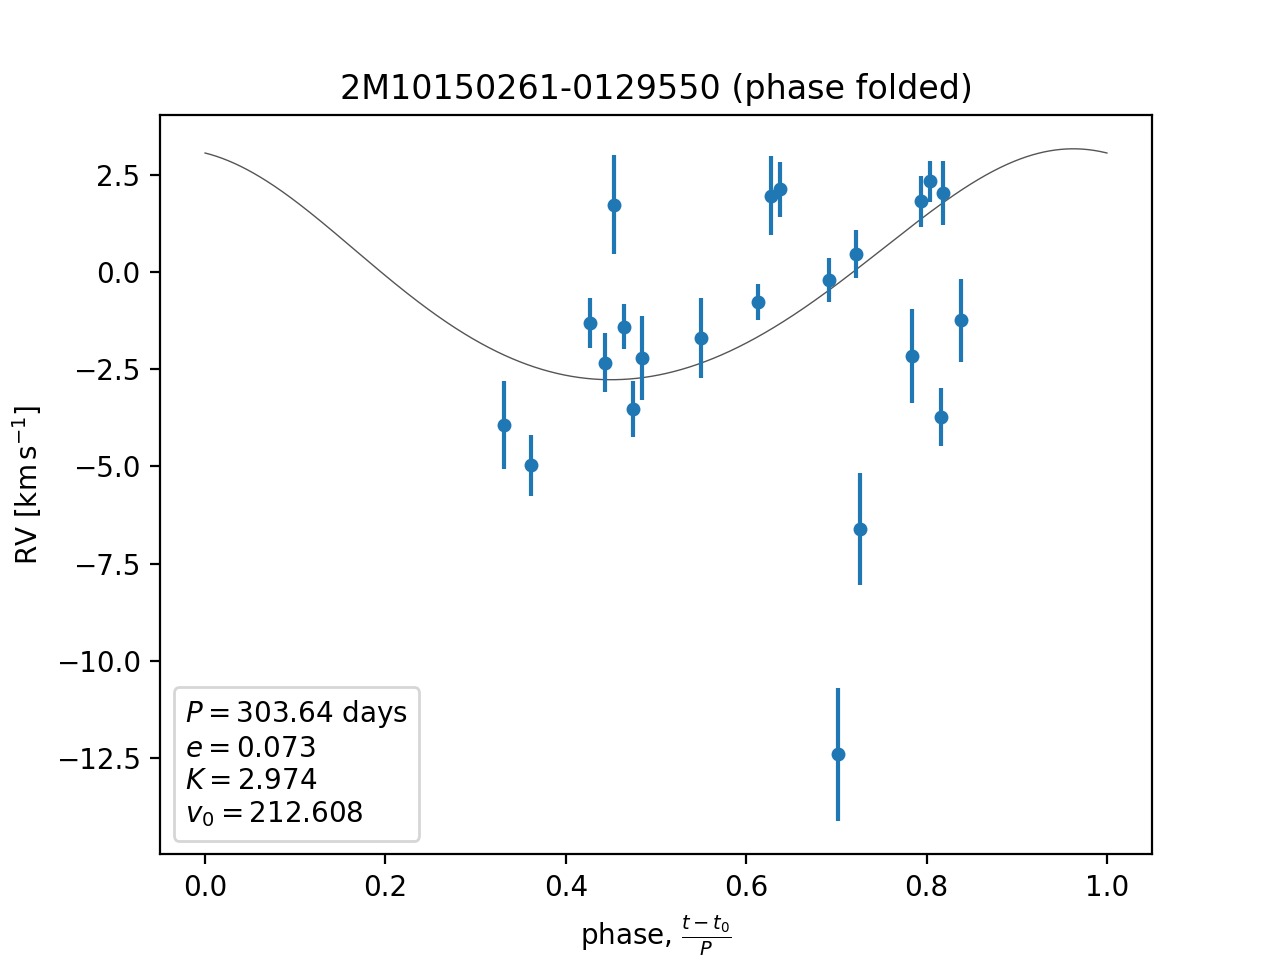 2M10150261-0129550 (phase folded)
RV [km s⁻¹]
2.5
0.0
−2.5
−5.0
−7.5
−10.0
−12.5
P = 303.64 days
e = 0.073
K = 2.974
v₀ = 212.608
0.0 0.2 0.4 0.6 0.8 1.0
phase, (t − t₀)/P